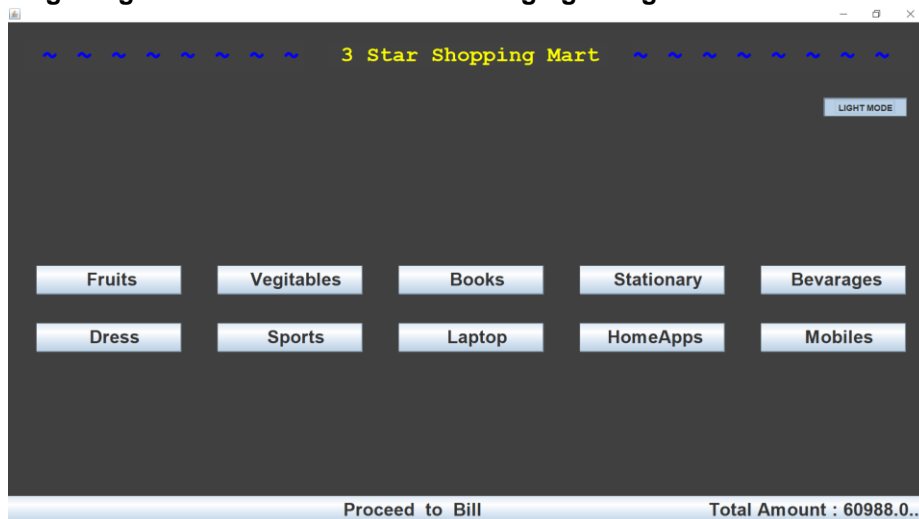 ~ ~ ~ ~ ~ ~ ~ ~ 3 Star Shopping Mart ~ ~ ~ ~ ~ ~ ~ ~
LIGHT MODE
Fruits Vegitables Books Stationary Bevarages
Dress Sports Laptop HomeApps Mobiles
Proceed to Bill Total Amount : 60988.0..